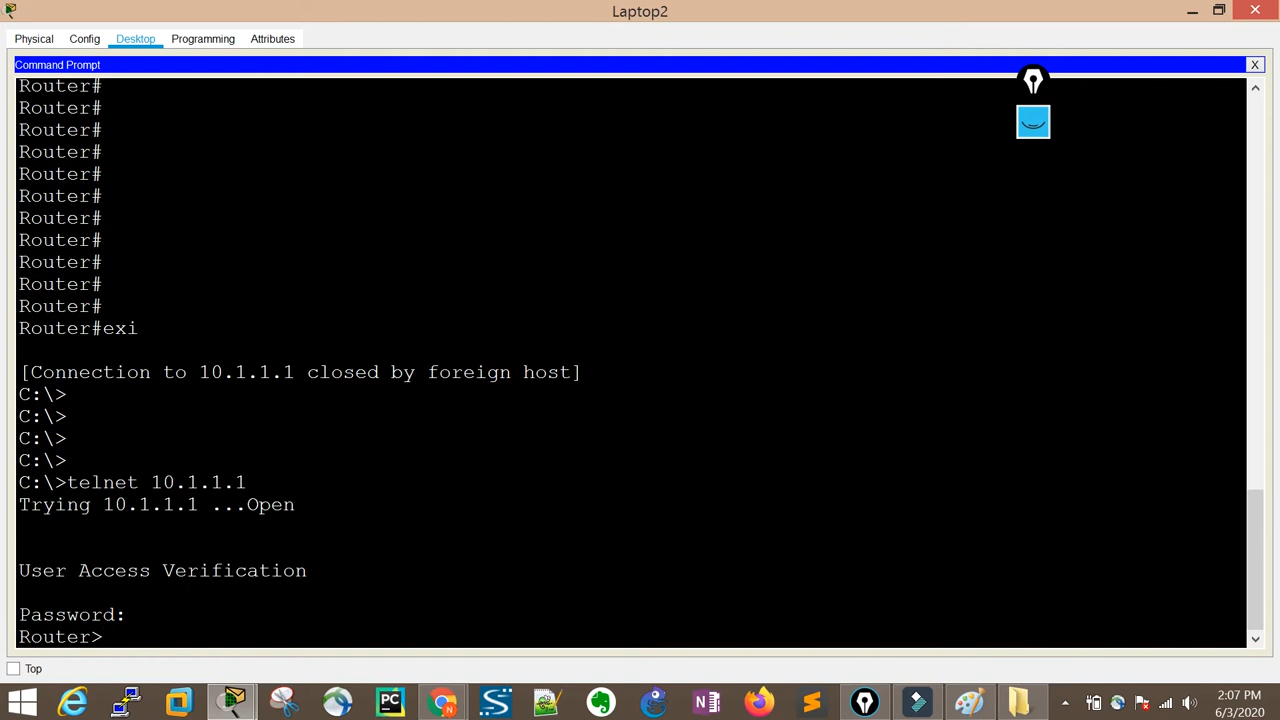 Laptop2
Physical Config Desktop Programming Attributes
Command Prompt X
Router#
Router#
Router#
Router#
Router#
Router#
Router#
Router#
Router#
Router#
Router#
Router#exi
[Connection to 10.1.1.1 closed by foreign host]
C:\>
C:\>
C:\>
C:\>
C:\>telnet 10.1.1.1
Trying 10.1.1.1 ...Open
User Access Verification
Password:
Router>
Top
PC
N
2:07 PM
6/3/2020